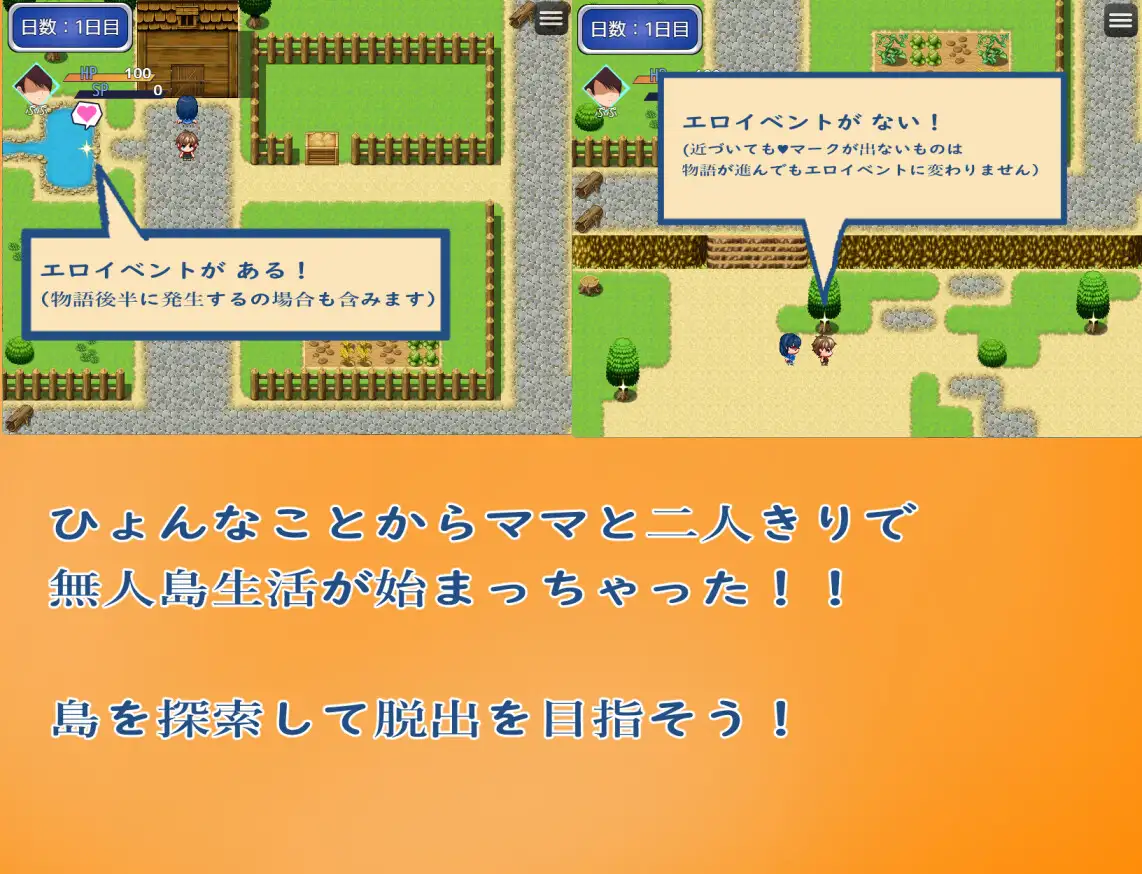 日数：1日目
HP 100
SP 0
エロイベントが ある！
(物語後半に発生するの場合も含みます)
日数：1日目
HP
エロイベントが ない！
(近づいても♥マークが出ないものは
物語が進んでもエロイベントに変わりません)
ひょんなことからママと二人きりで
無人島生活が始まっちゃった！！
島を探索して脱出を目指そう！